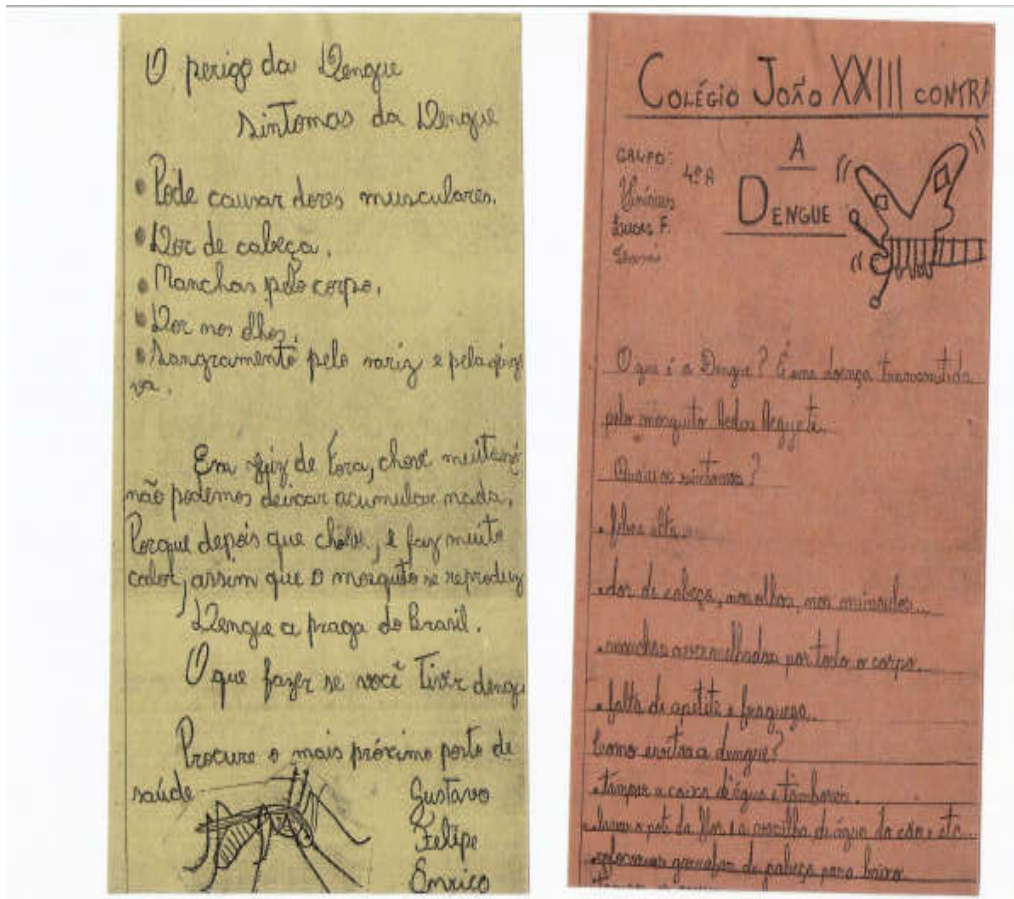 O perigo da Dengue
Sintomas da Dengue
Pode causar dores musculares.
Dor de cabeça.
Manchas pelo corpo.
Dor nos olhos.
Sangramento pelo nariz e pela gengi
va.
Em Juiz de Fora, chove muito
não podemos deixar acumular nada.
Porque depois que chove, e faz muito
calor, assim que o mosquito se reproduz
Dengue a praga do Brasil.
O que fazer se você Tiver dengu
Procure o mais próximo posto de
saúde
Gustavo
Felipe
Enrico
COLÉGIO JOÃO XXIII CONTRA
A
DENGUE
GRUPO: 4ª A
Vinícius
Lucas F.
O que é a Dengue? É uma doença transmitida
pelo mosquito Aedes Aegypti.
Quais os sintomas?
. febre alta.
. dor de cabeça, nos olhos, nos músculos.
. manchas avermelhadas por todo o corpo.
. falta de apetite e fraqueza.
Como evitar a dengue?
. tampar a caixa d'água e tambores.
. lavar o pote da flor e a vasilha de água do cão e etc.
. colocar as garrafas de cabeça para baixo.